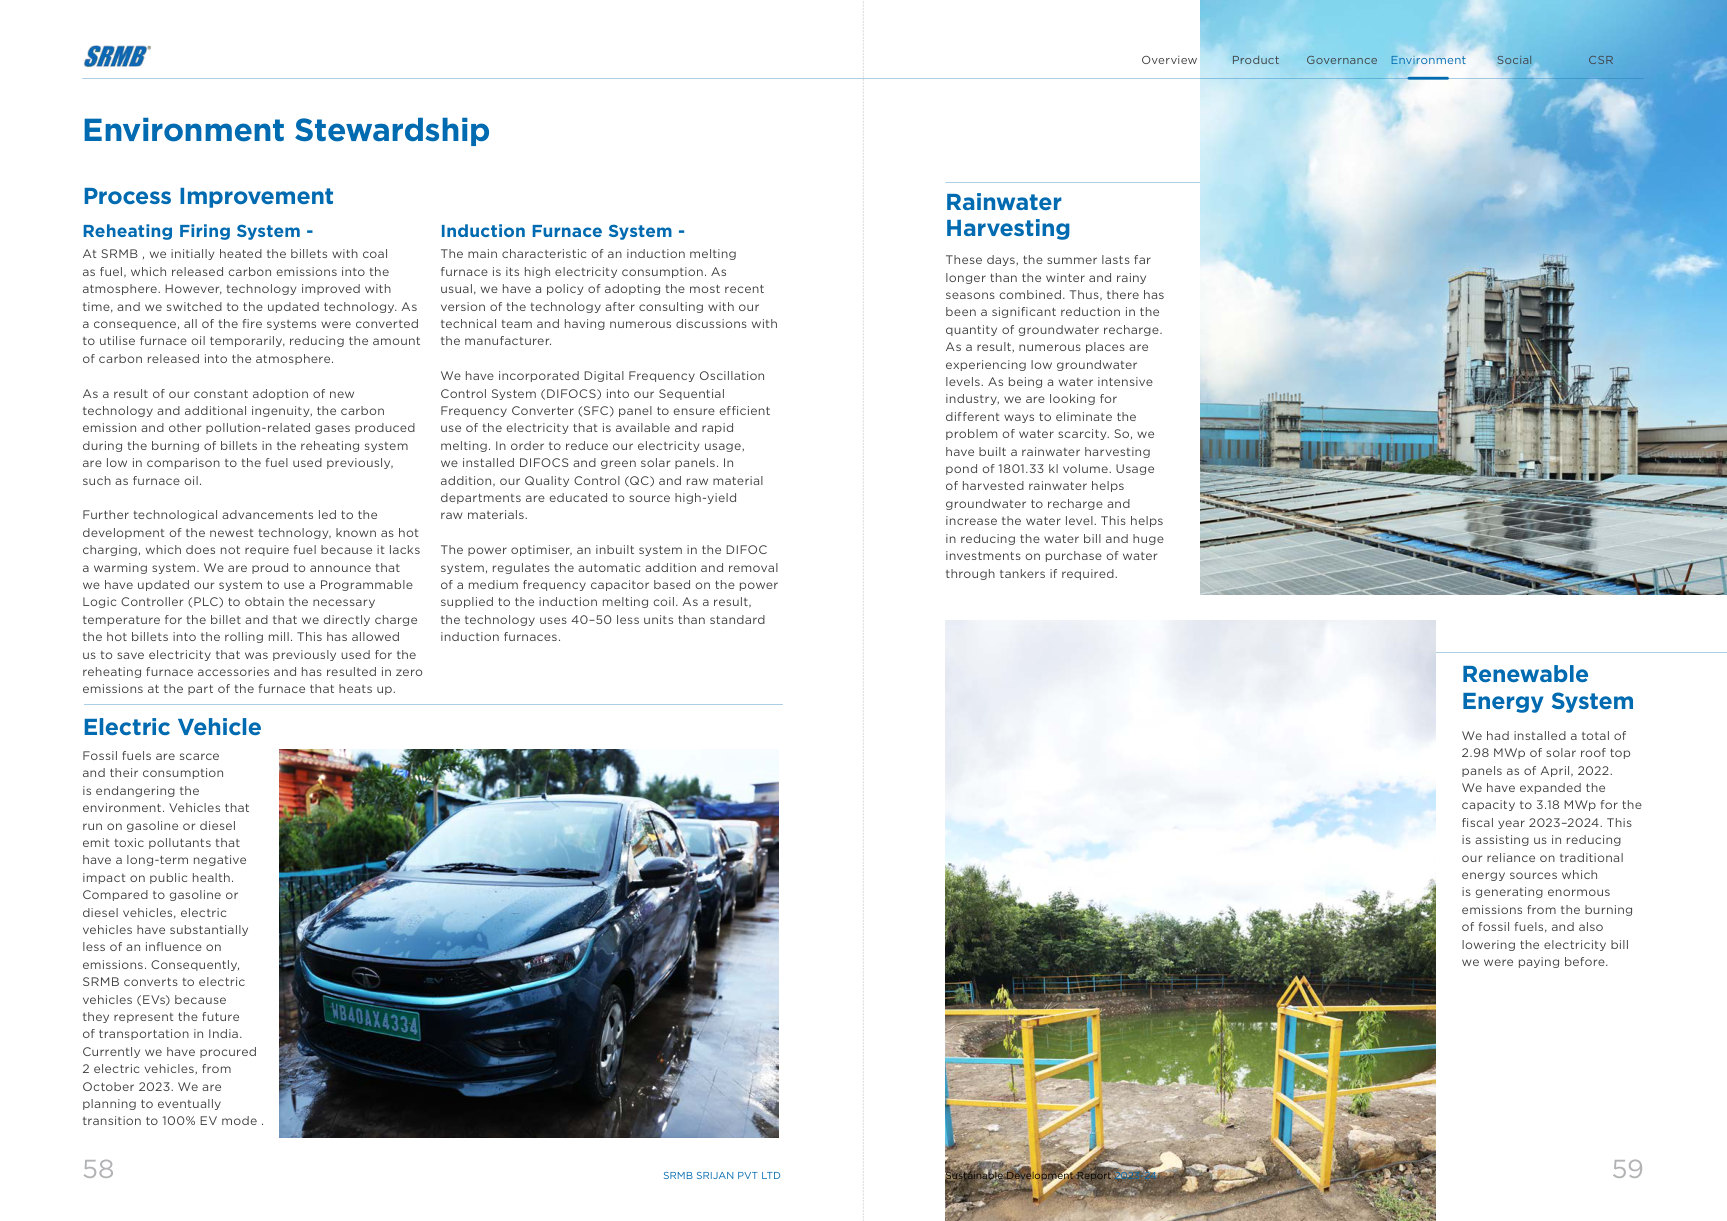 SRMB
Overview
Product
Governance
Environment
Social
CSR
Environment Stewardship
Process Improvement
Reheating Firing System -
At SRMB , we initially heated the billets with coal
as fuel, which released carbon emissions into the
atmosphere. However, technology improved with
time, and we switched to the updated technology. As
a consequence, all of the fire systems were converted
to utilise furnace oil temporarily, reducing the amount
of carbon released into the atmosphere.
As a result of our constant adoption of new
technology and additional ingenuity, the carbon
emission and other pollution-related gases produced
during the burning of billets in the reheating system
are low in comparison to the fuel used previously,
such as furnace oil.
Further technological advancements led to the
development of the newest technology, known as hot
charging, which does not require fuel because it lacks
a warming system. We are proud to announce that
we have updated our system to use a Programmable
Logic Controller (PLC) to obtain the necessary
temperature for the billet and that we directly charge
the hot billets into the rolling mill. This has allowed
us to save electricity that was previously used for the
reheating furnace accessories and has resulted in zero
emissions at the part of the furnace that heats up.
Induction Furnace System -
The main characteristic of an induction melting
furnace is its high electricity consumption. As
usual, we have a policy of adopting the most recent
version of the technology after consulting with our
technical team and having numerous discussions with
the manufacturer.
We have incorporated Digital Frequency Oscillation
Control System (DIFOCS) into our Sequential
Frequency Converter (SFC) panel to ensure efficient
use of the electricity that is available and rapid
melting. In order to reduce our electricity usage,
we installed DIFOCS and green solar panels. In
addition, our Quality Control (QC) and raw material
departments are educated to source high-yield
raw materials.
The power optimiser, an inbuilt system in the DIFOC
system, regulates the automatic addition and removal
of a medium frequency capacitor based on the power
supplied to the induction melting coil. As a result,
the technology uses 40–50 less units than standard
induction furnaces.
Electric Vehicle
Fossil fuels are scarce
and their consumption
is endangering the
environment. Vehicles that
run on gasoline or diesel
emit toxic pollutants that
have a long-term negative
impact on public health.
Compared to gasoline or
diesel vehicles, electric
vehicles have substantially
less of an influence on
emissions. Consequently,
SRMB converts to electric
vehicles (EVs) because
they represent the future
of transportation in India.
Currently we have procured
2 electric vehicles, from
October 2023. We are
planning to eventually
transition to 100% EV mode .
EV
WB40AX4334
58
SRMB SRIJAN PVT LTD
Rainwater
Harvesting
These days, the summer lasts far
longer than the winter and rainy
seasons combined. Thus, there has
been a significant reduction in the
quantity of groundwater recharge.
As a result, numerous places are
experiencing low groundwater
levels. As being a water intensive
industry, we are looking for
different ways to eliminate the
problem of water scarcity. So, we
have built a rainwater harvesting
pond of 1801.33 kl volume. Usage
of harvested rainwater helps
groundwater to recharge and
increase the water level. This helps
in reducing the water bill and huge
investments on purchase of water
through tankers if required.
Renewable
Energy System
We had installed a total of
2.98 MWp of solar roof top
panels as of April, 2022.
We have expanded the
capacity to 3.18 MWp for the
fiscal year 2023–2024. This
is assisting us in reducing
our reliance on traditional
energy sources which
is generating enormous
emissions from the burning
of fossil fuels, and also
lowering the electricity bill
we were paying before.
Sustainable Development Report
59